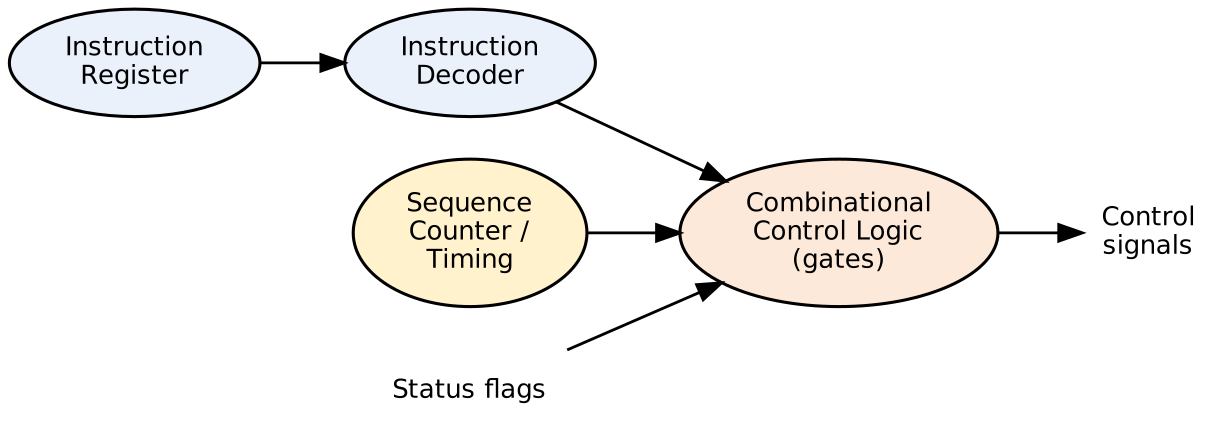 Instruction
Register
Instruction
Decoder
Sequence
Counter /
Timing
Combinational
Control Logic
(gates)
Control
signals
Status flags